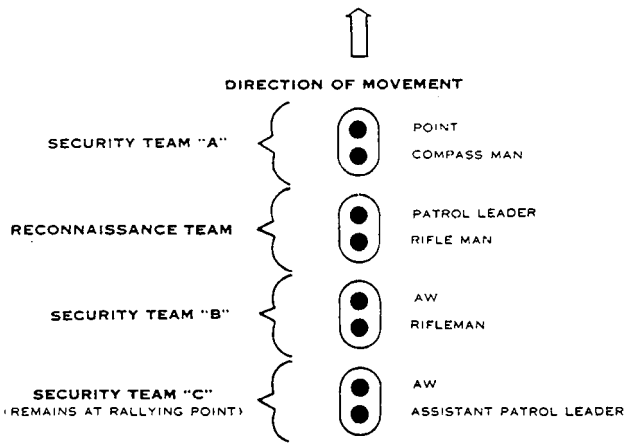 DIRECTION OF MOVEMENT
SECURITY TEAM "A"
POINT
COMPASS MAN
RECONNAISSANCE TEAM
PATROL LEADER
RIFLE MAN
SECURITY TEAM "B"
AW
RIFLEMAN
SECURITY TEAM "C"
(REMAINS AT RALLYING POINT)
AW
ASSISTANT PATROL LEADER